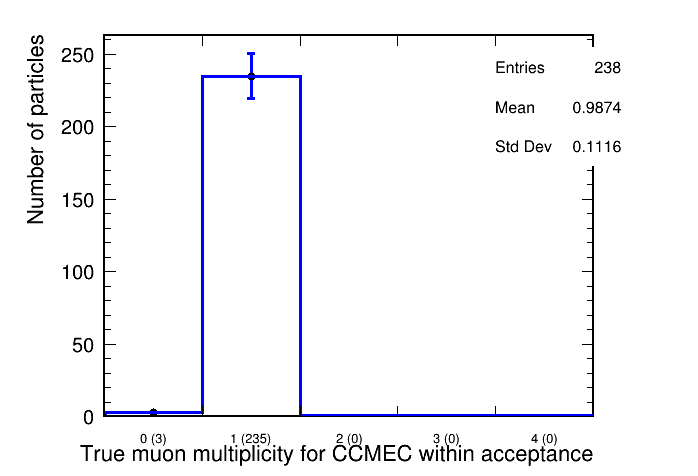 Number of particles
250
200
150
100
50
0
Entries 238
Mean 0.9874
Std Dev 0.1116
0 (3) 1 (235) 2 (0) 3 (0) 4 (0)
True muon multiplicity for CCMEC within acceptance